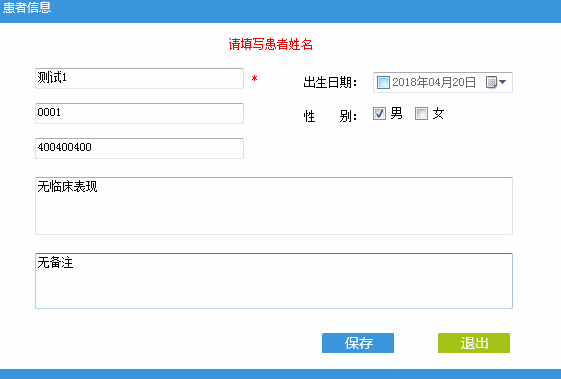 患者信息
请填写患者姓名
测试1 * 出生日期： 2018年04月20日
0001 性 别： 男 女
400400400
无临床表现
无备注
保存 退出